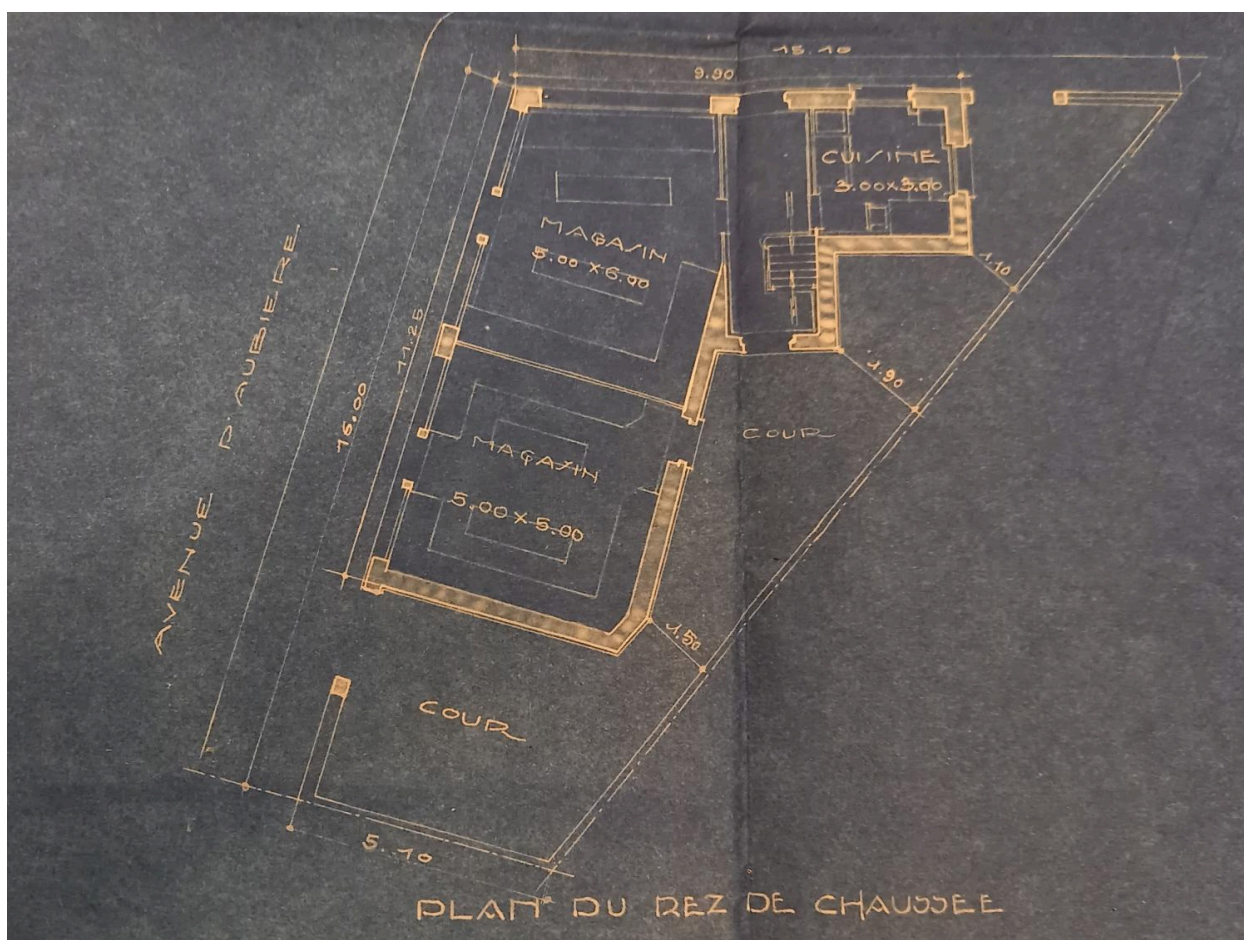 15.10
9.90
CUISINE
3.00x3.00
MAGASIN
5.00 x 6.00
1.10
AVENUE D'AUBIERE.
16.00
11.25
1.90
COUR
MAGASIN
5.00 x 5.00
1.50
COUR
5.10
PLAN DU REZ DE CHAUSSEE